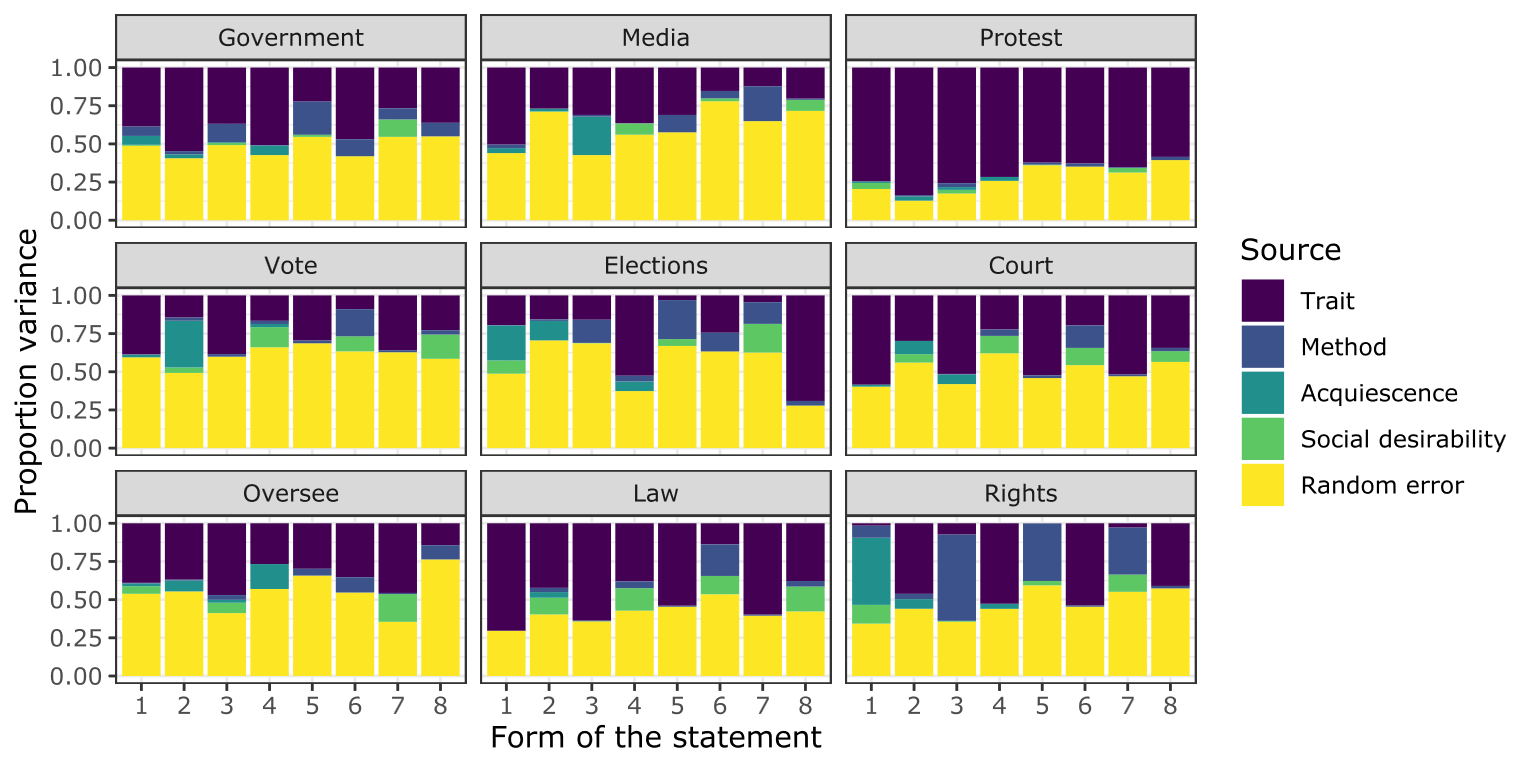 Government Media Protest
1.00
0.75
0.50
0.25
0.00
Vote Elections Court
1.00
0.75
0.50
0.25
0.00
Oversee Law Rights
1.00
0.75
0.50
0.25
0.00
1 2 3 4 5 6 7 8 1 2 3 4 5 6 7 8 1 2 3 4 5 6 7 8
Form of the statement
Proportion variance
Source
Trait
Method
Acquiescence
Social desirability
Random error